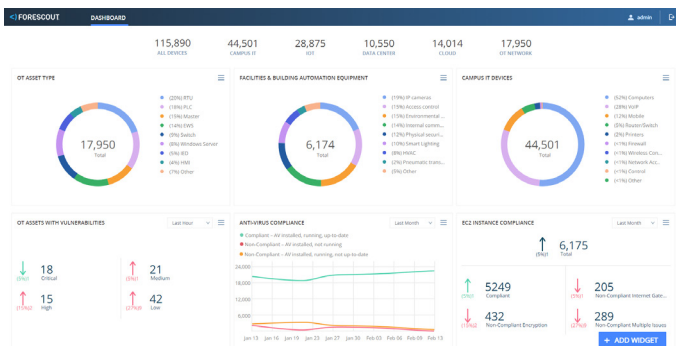 <) FORESCOUT DASHBOARD admin
115,890 44,501 28,875 10,550 14,014 17,950
ALL DEVICES CAMPUS IT IOT DATA CENTER CLOUD OT NETWORK
OT ASSET TYPE
17,950
Total
(20%) RTU
(18%) PLC
(15%) Master
(14%) EWS
(9%) Switch
(8%) Windows Server
(5%) IED
(4%) HMI
(7%) Other
FACILITIES & BUILDING AUTOMATION EQUIPMENT
6,174
Total
(19%) IP cameras
(15%) Access control
(15%) Environmental ...
(14%) Internal comm...
(12%) Physical securi...
(10%) Smart Lighting
(8%) HVAC
(2%) Pneumatic trans...
(5%) Other
CAMPUS IT DEVICES
44,501
Total
(52%) Computers
(28%) VoIP
(12%) Mobile
(5%) Router/Switch
(2%) Printers
(<1%) Firewall
(<1%) Wireless Con...
(<1%) Network Acc...
(<1%) Control
(<1%) Other
OT ASSETS WITH VULNERABILITIES Last Hour
18
Critical
21
Medium
15
High
42
Low
ANTI-VIRUS COMPLIANCE Last Month
Compliant – AV Installed, running, up-to-date
Non-Compliant – AV Installed, not running
Non-Compliant – AV Installed, running, not up-to-date
24,000
18,000
12,000
6,000
Jan 13 Jan 16 Jan 19 Jan 23 Jan 27 Jan 30 Feb 03 Feb 06 Feb 10 Feb 13
EC2 INSTANCE COMPLIANCE Last Month
6,175
Total
5249
Compliant
205
Non-Compliant Internet Gate...
432
Non-Compliant Encryption
289
Non-Compliant Multiple Issues
+ ADD WIDGET